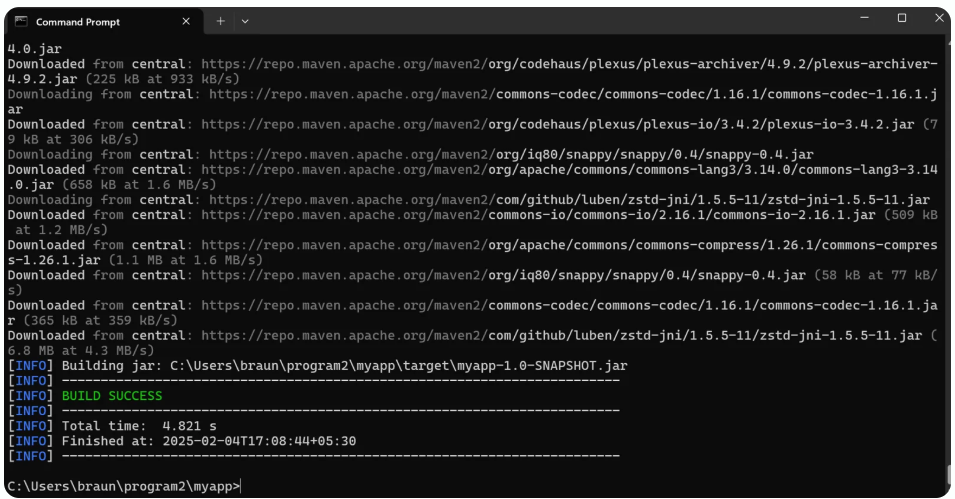 Command Prompt
4.0.jar
Downloaded from central: https://repo.maven.apache.org/maven2/org/codehaus/plexus/plexus-archiver/4.9.2/plexus-archiver-
4.9.2.jar (225 kB at 933 kB/s)
Downloading from central: https://repo.maven.apache.org/maven2/commons-codec/commons-codec/1.16.1/commons-codec-1.16.1.j
ar
Downloaded from central: https://repo.maven.apache.org/maven2/org/codehaus/plexus/plexus-io/3.4.2/plexus-io-3.4.2.jar (7
9 kB at 306 kB/s)
Downloading from central: https://repo.maven.apache.org/maven2/org/iq80/snappy/snappy/0.4/snappy-0.4.jar
Downloaded from central: https://repo.maven.apache.org/maven2/org/apache/commons/commons-lang3/3.14.0/commons-lang3-3.14
.0.jar (658 kB at 1.6 MB/s)
Downloading from central: https://repo.maven.apache.org/maven2/com/github/luben/zstd-jni/1.5.5-11/zstd-jni-1.5.5-11.jar
Downloaded from central: https://repo.maven.apache.org/maven2/commons-io/commons-io/2.16.1/commons-io-2.16.1.jar (509 kB
 at 1.2 MB/s)
Downloaded from central: https://repo.maven.apache.org/maven2/org/apache/commons/commons-compress/1.26.1/commons-compres
s-1.26.1.jar (1.1 MB at 1.6 MB/s)
Downloaded from central: https://repo.maven.apache.org/maven2/org/iq80/snappy/snappy/0.4/snappy-0.4.jar (58 kB at 77 kB/
s)
Downloaded from central: https://repo.maven.apache.org/maven2/commons-codec/commons-codec/1.16.1/commons-codec-1.16.1.ja
r (365 kB at 359 kB/s)
Downloaded from central: https://repo.maven.apache.org/maven2/com/github/luben/zstd-jni/1.5.5-11/zstd-jni-1.5.5-11.jar (
6.8 MB at 4.3 MB/s)
[INFO] Building jar: C:\Users\braun\program2\myapp\target\myapp-1.0-SNAPSHOT.jar
[INFO] ------------------------------------------------------------------------
[INFO] BUILD SUCCESS
[INFO] ------------------------------------------------------------------------
[INFO] Total time:  4.821 s
[INFO] Finished at: 2025-02-04T17:08:44+05:30
[INFO] ------------------------------------------------------------------------
C:\Users\braun\program2\myapp>